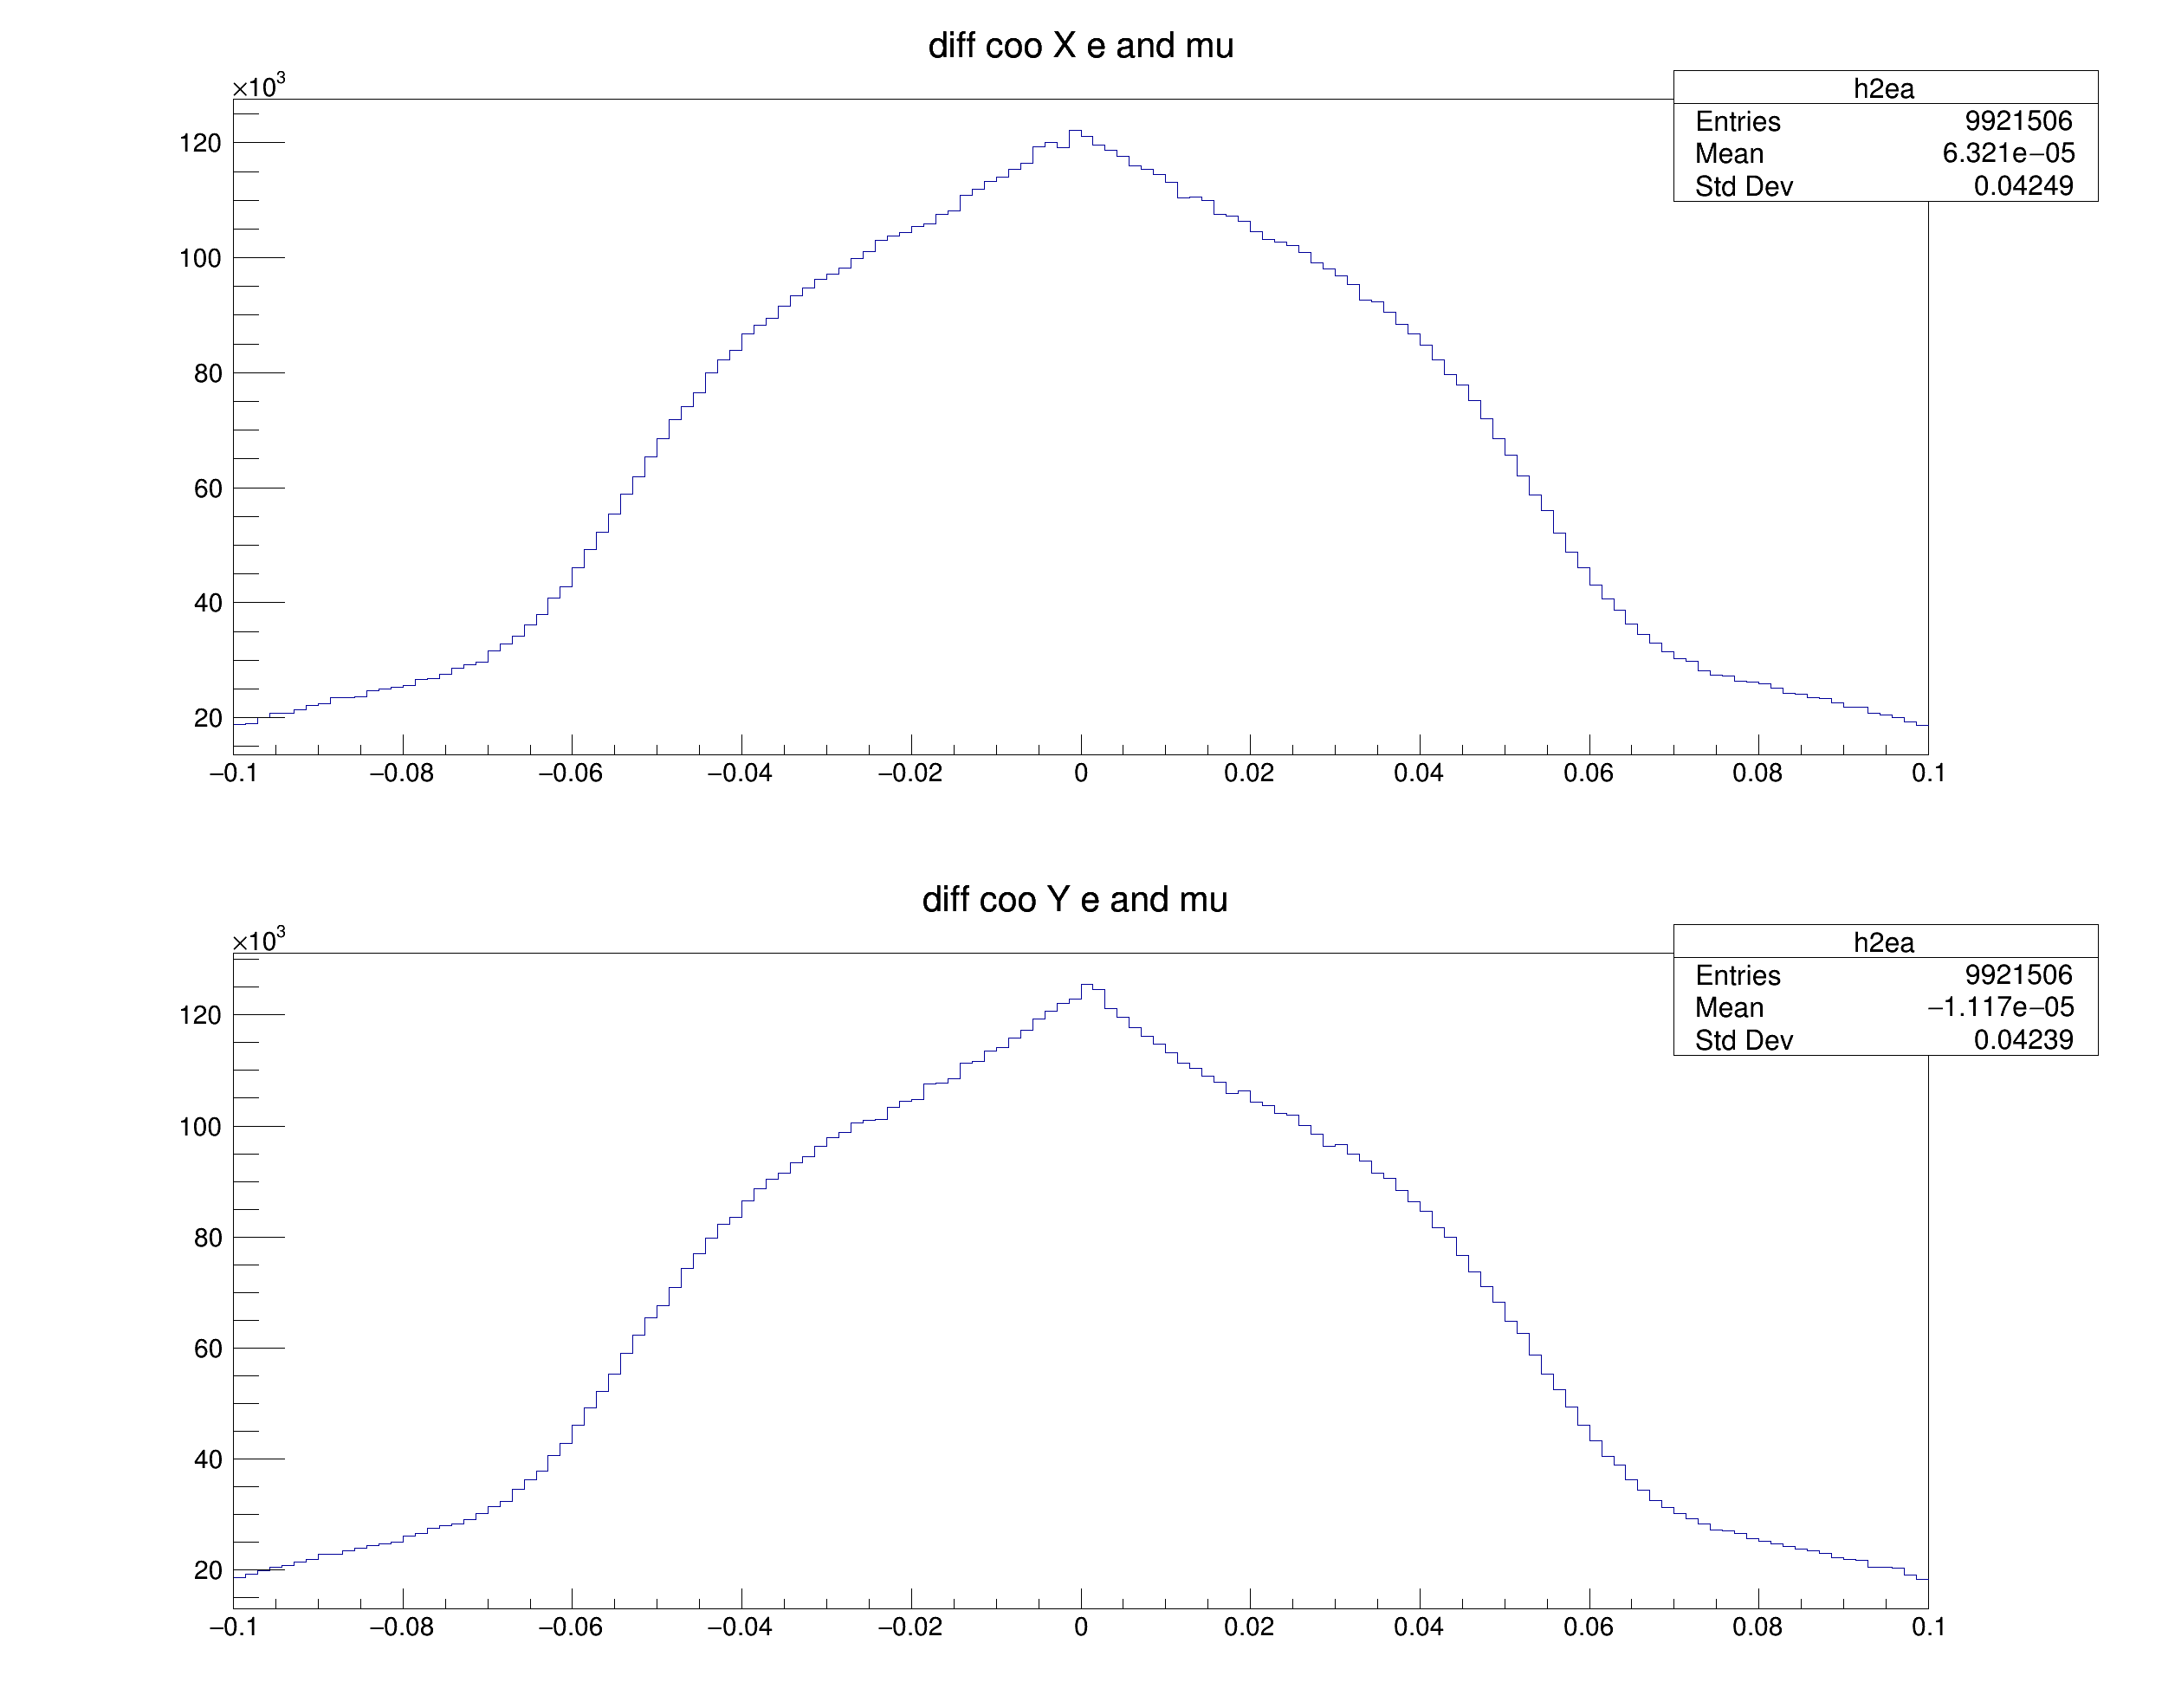 diff coo X e and mu
×10³
h2ea
Entries 9921506
Mean 6.321e−05
Std Dev 0.04249
120
100
80
60
40
20
−0.1 −0.08 −0.06 −0.04 −0.02 0 0.02 0.04 0.06 0.08 0.1
diff coo Y e and mu
×10³
h2ea
Entries 9921506
Mean −1.117e−05
Std Dev 0.04239
120
100
80
60
40
20
−0.1 −0.08 −0.06 −0.04 −0.02 0 0.02 0.04 0.06 0.08 0.1